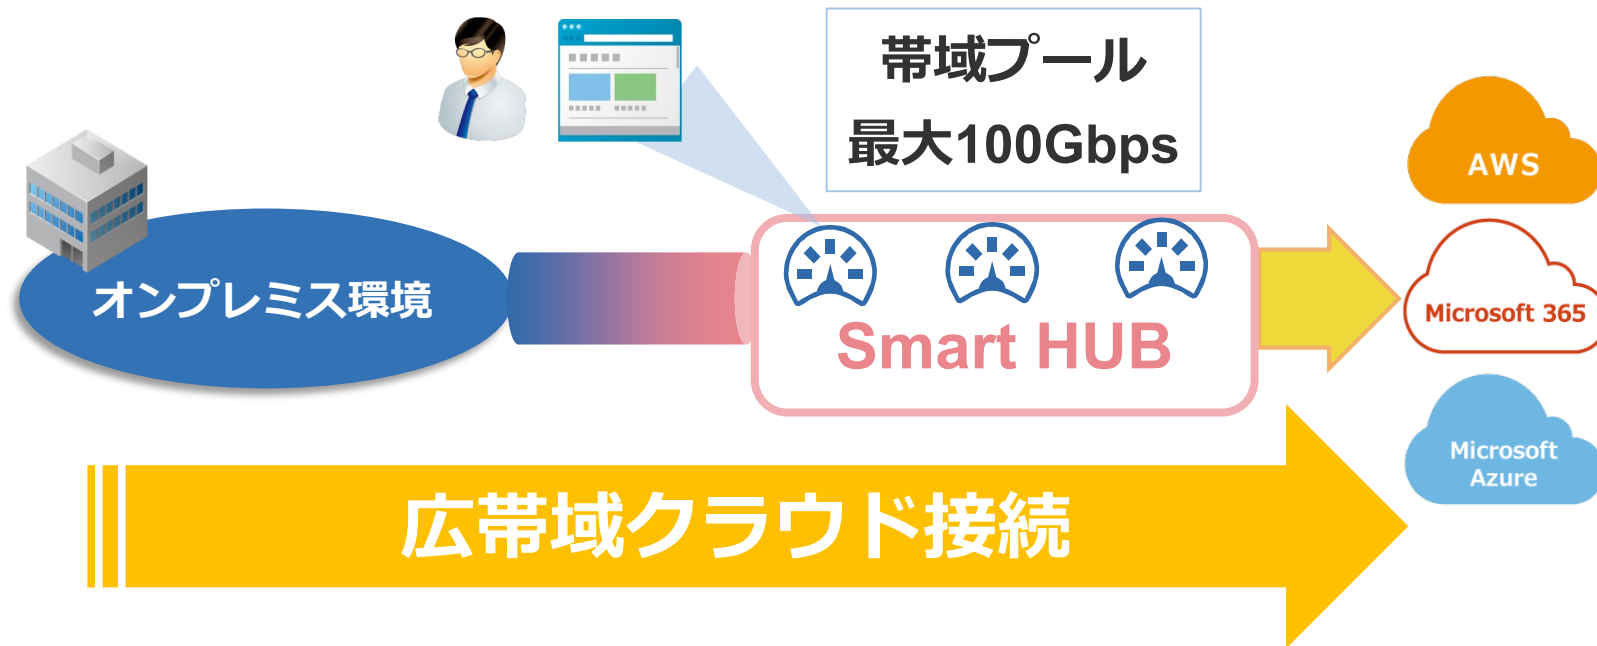 帯域プール
最大100Gbps
AWS
オンプレミス環境
Smart HUB
Microsoft 365
Microsoft
Azure
広帯域クラウド接続